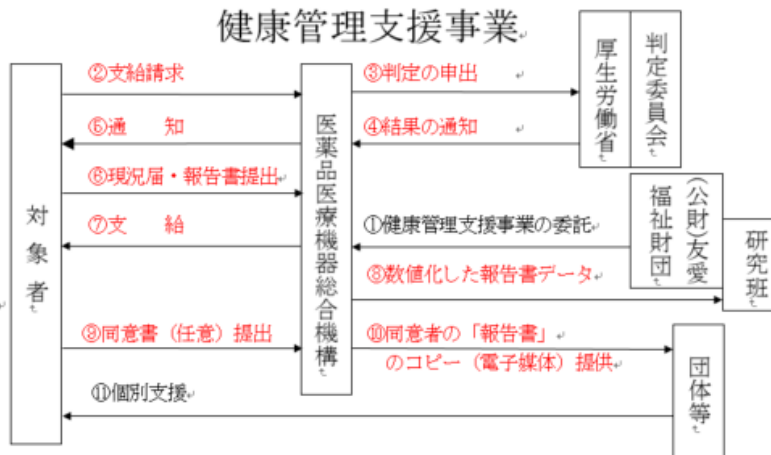 健康管理支援事業
対象者
②支給請求
⑤通　知
⑥現況届・報告書提出
⑦支　給
⑨同意書（任意）提出
⑪個別支援
医薬品医療機器総合機構
③判定の申出
④結果の通知
①健康管理支援事業の委託
⑧数値化した報告書データ
⑩同意者の「報告書」
のコピー（電子媒体）提供
厚生労働省
判定委員会
(公財)友愛
福祉財団
研究班
団体等